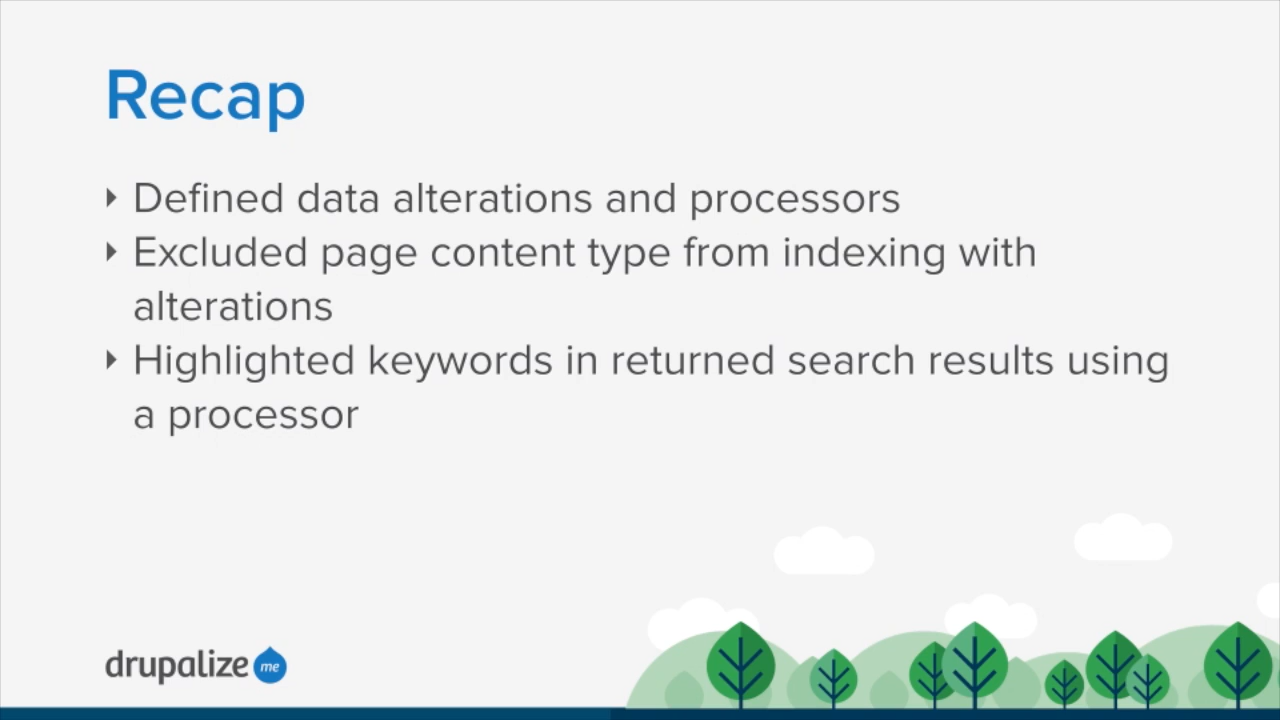 Recap
Defined data alterations and processors
Excluded page content type from indexing with
alterations
Highlighted keywords in returned search results using
a processor
drupalize me